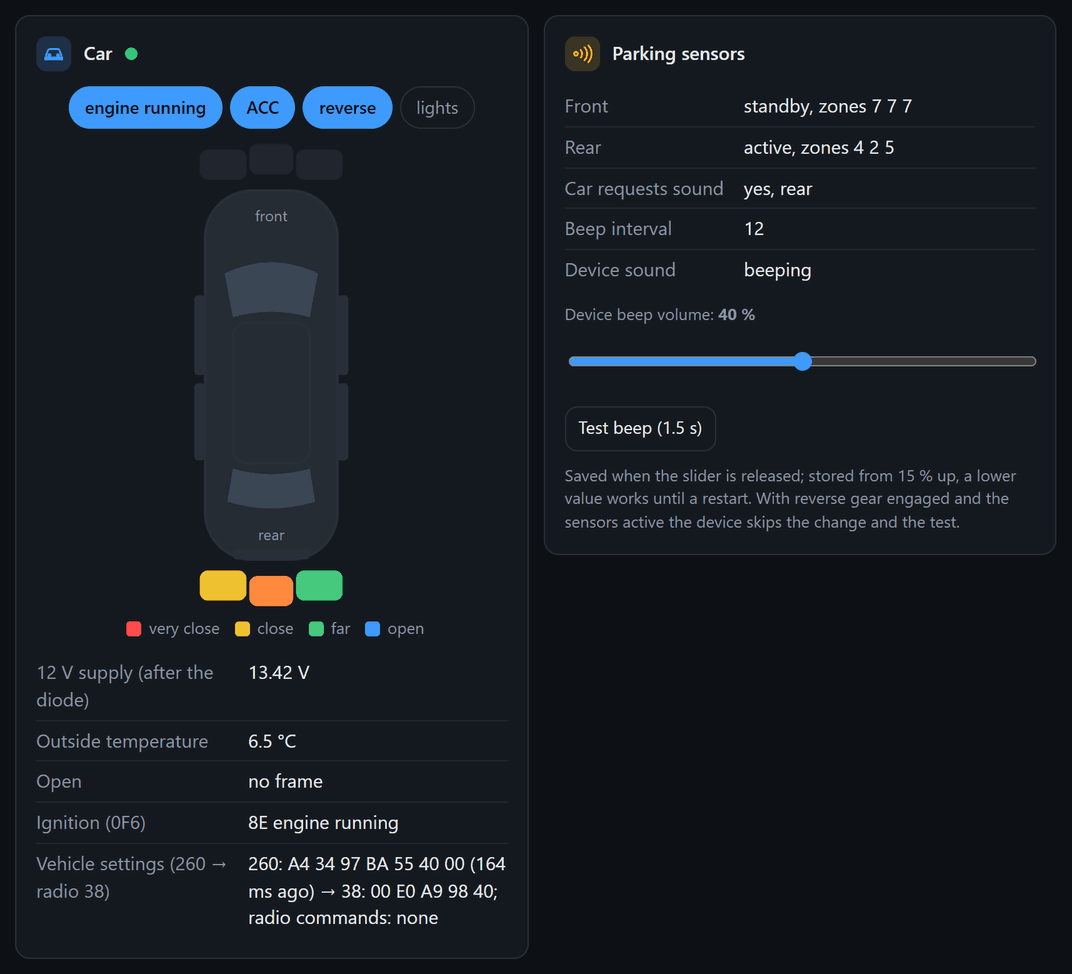 Car
engine running
ACC
reverse
lights
front
rear
very close
close
far
open
12 V supply (after the
diode)
13.42 V
Outside temperature
6.5 °C
Open
no frame
Ignition (0F6)
8E engine running
Vehicle settings (260 →
radio 38)
260: A4 34 97 BA 55 40 00 (164
ms ago) → 38: 00 E0 A9 98 40;
radio commands: none
Parking sensors
Front
standby, zones 7 7 7
Rear
active, zones 4 2 5
Car requests sound
yes, rear
Beep interval
12
Device sound
beeping
Device beep volume: 40 %
Test beep (1.5 s)
Saved when the slider is released; stored from 15 % up, a lower
value works until a restart. With reverse gear engaged and the
sensors active the device skips the change and the test.